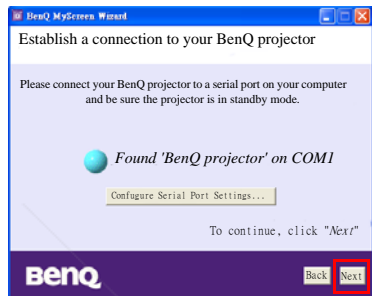 BenQ MyScreen Wizard
Establish a connection to your BenQ projector
Please connect your BenQ projector to a serial port on your computer
and be sure the projector is in standby mode.
Found 'BenQ projector' on COM1
Confugure Serial Port Settings...
To continue, click "Next"
BenQ
Back
Next